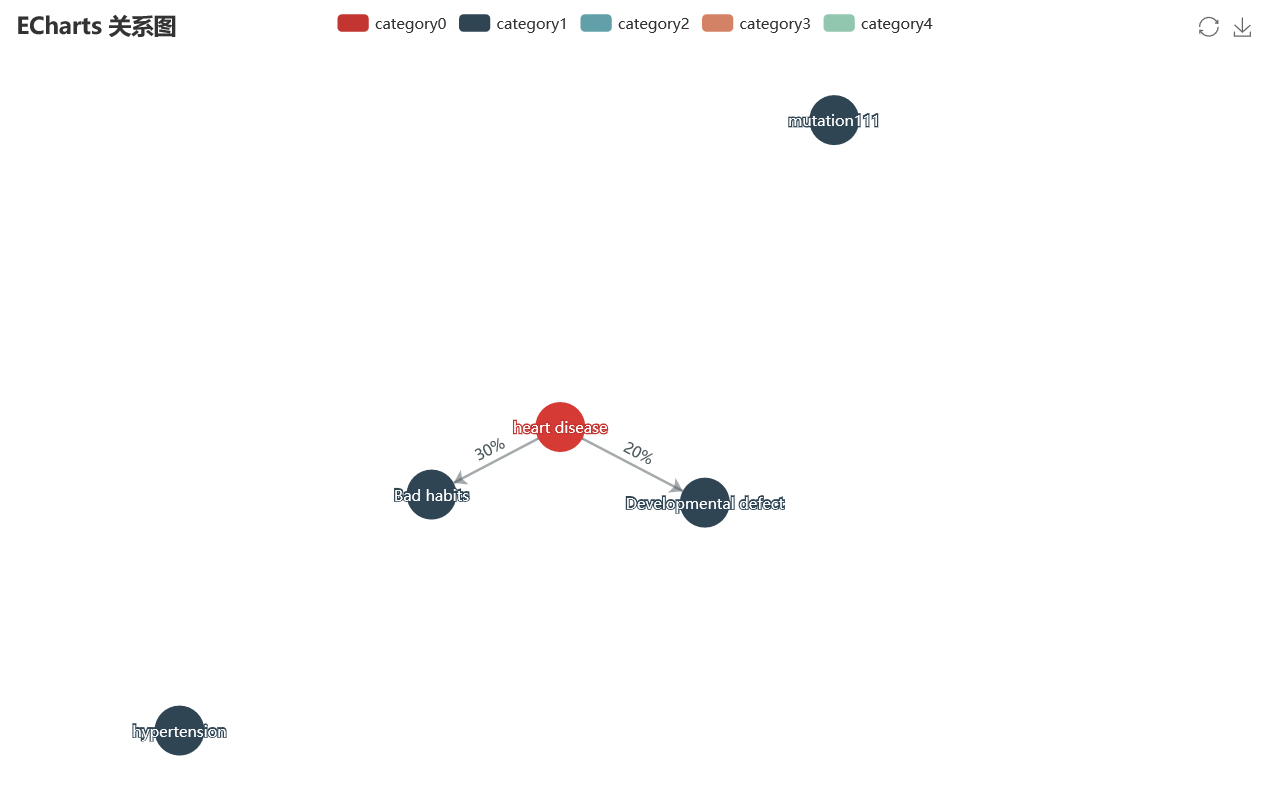 ECharts 关系图
category0
category1
category2
category3
category4
mutation111
heart disease
30%
20%
Bad habits
Developmental defect
hypertension